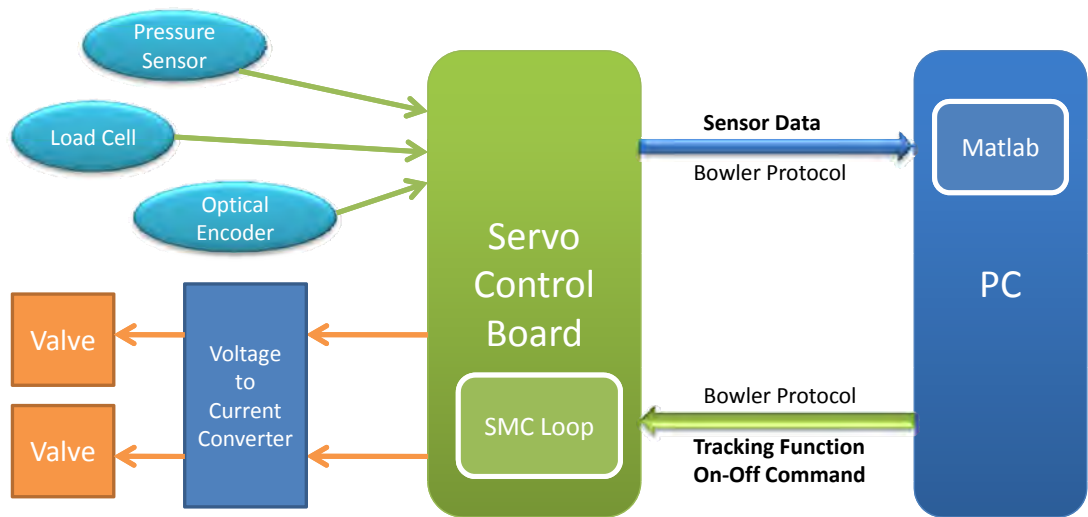 Pressure
Sensor
Load Cell
Optical
Encoder
Valve
Valve
Voltage
to
Current
Converter
Servo
Control
Board
SMC Loop
Sensor Data
Bowler Protocol
Bowler Protocol
Tracking Function
On-Off Command
Matlab
PC